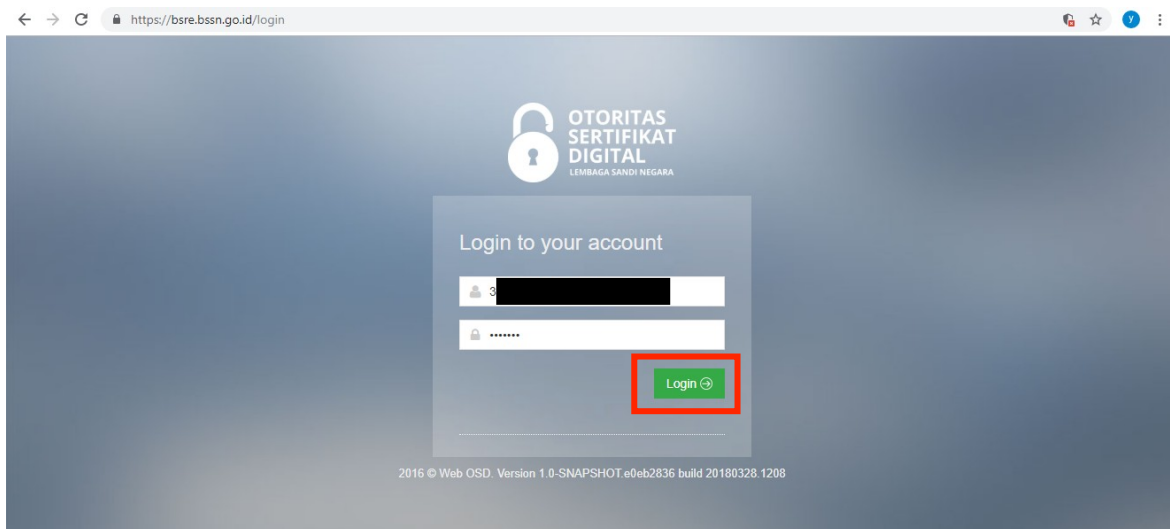 https://bsre.bssn.go.id/login
y
OTORITAS
SERTIFIKAT
DIGITAL
LEMBAGA SANDI NEGARA
Login to your account
3
•••••••
Login
2016 © Web OSD. Version 1.0-SNAPSHOT.e0eb2836 build 20180328.1208